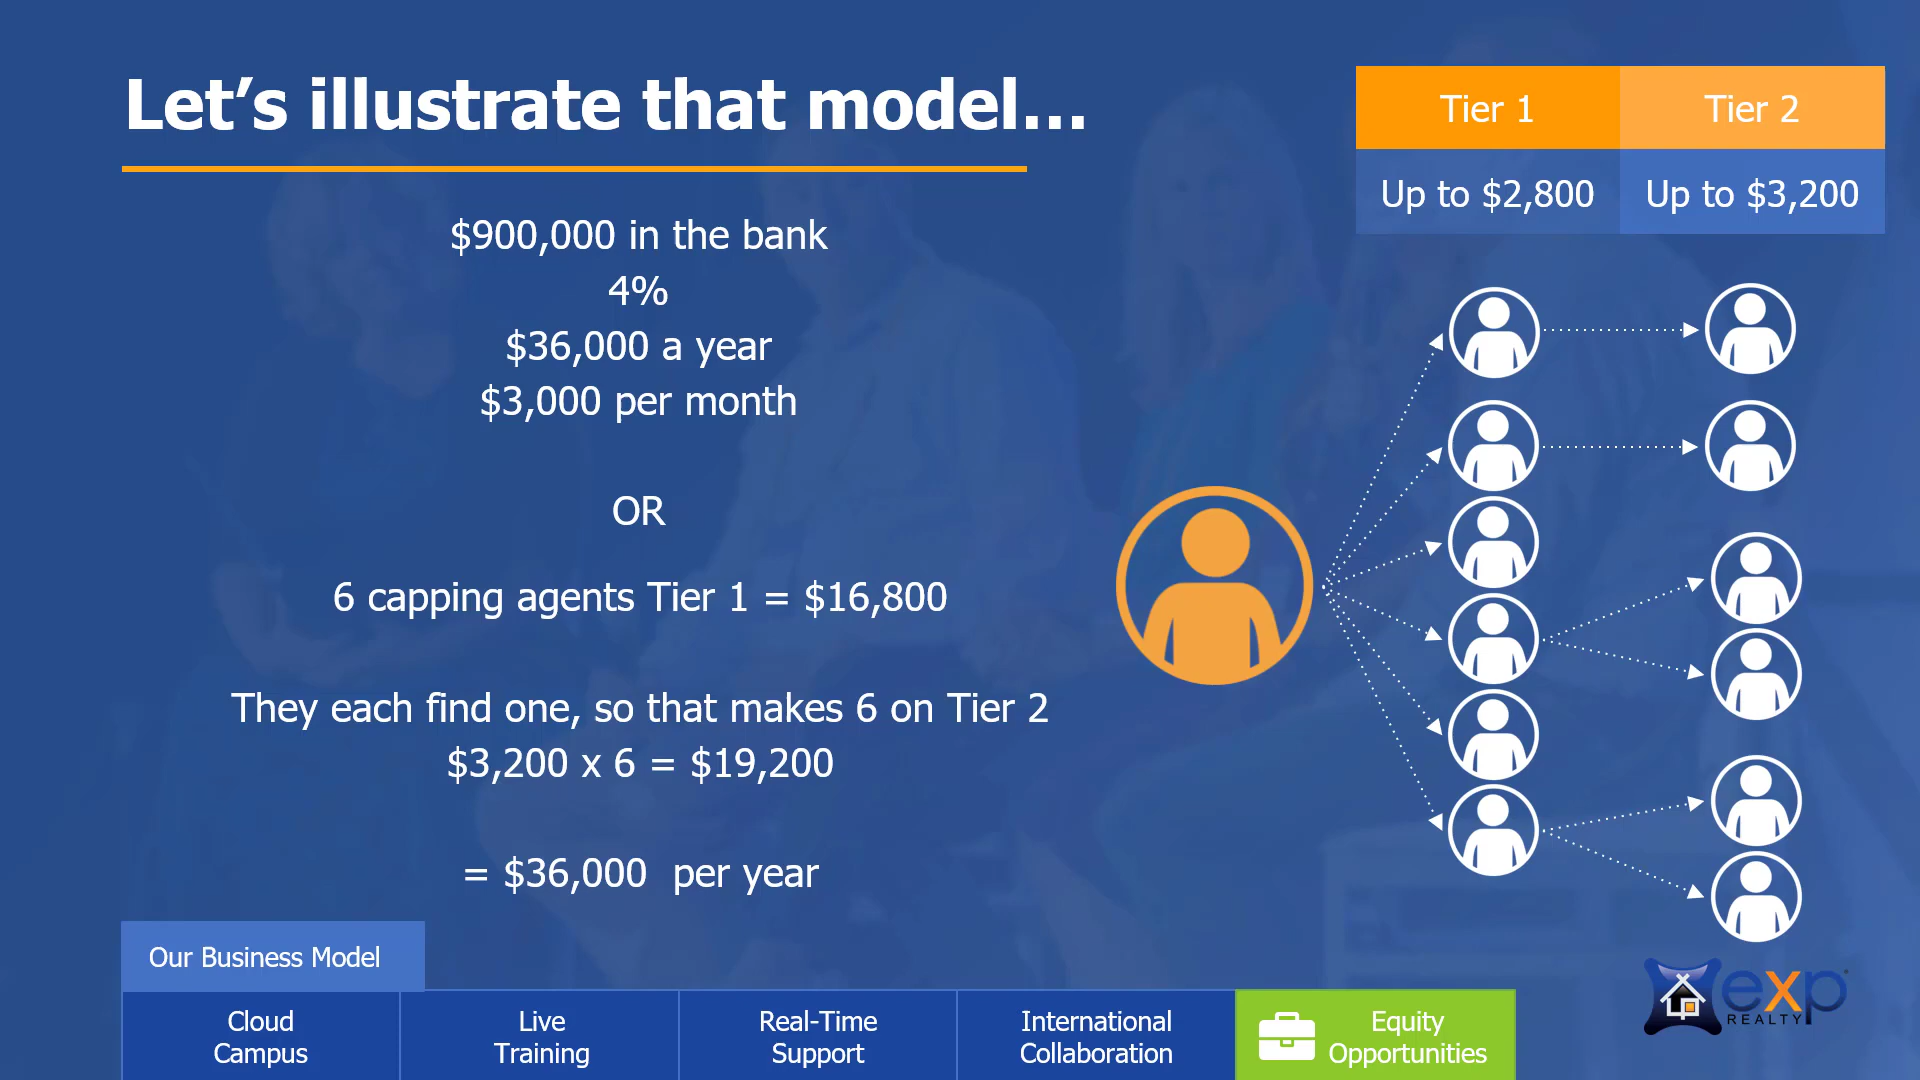 Let’s illustrate that model...
Tier 1
Tier 2
Up to $2,800
Up to $3,200
$900,000 in the bank
4%
$36,000 a year
$3,000 per month
OR
6 capping agents Tier 1 = $16,800
They each find one, so that makes 6 on Tier 2
$3,200 x 6 = $19,200
= $36,000 per year
Our Business Model
Cloud
Campus
Live
Training
Real-Time
Support
International
Collaboration
Equity
Opportunities
exp
REALTY